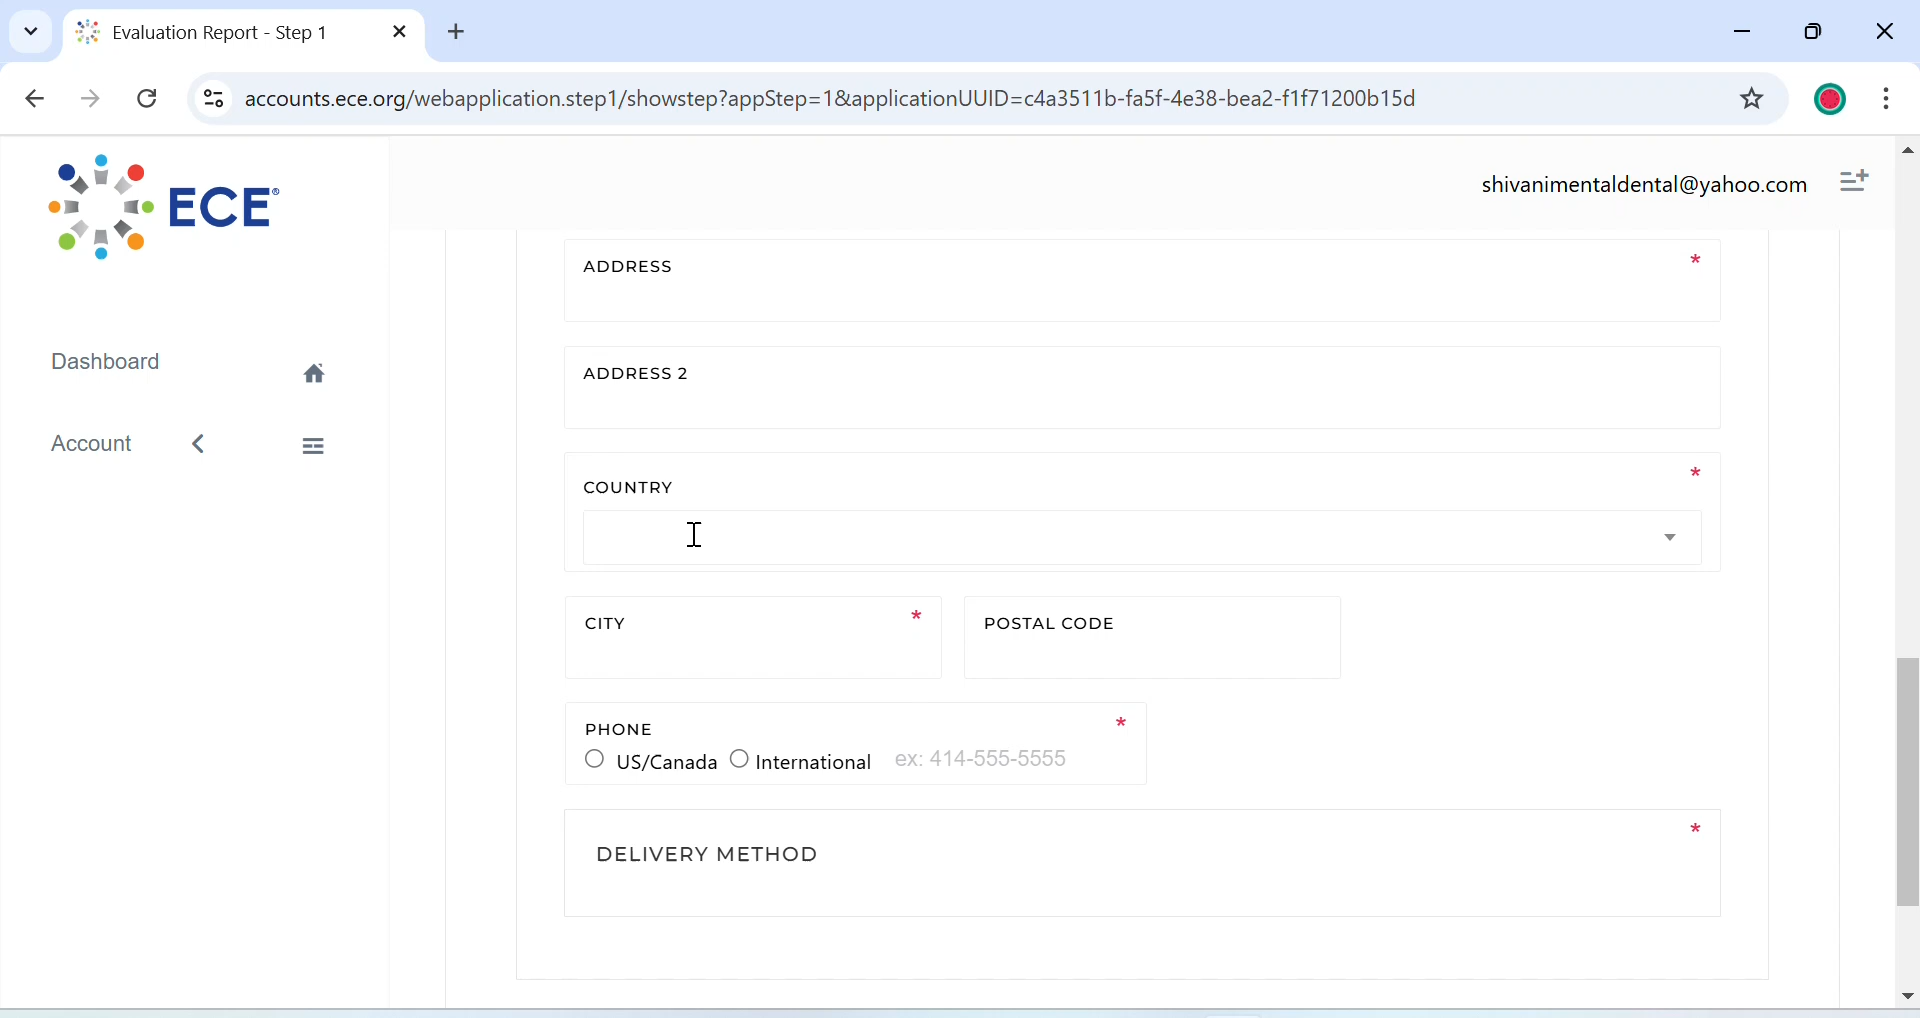 Evaluation Report - Step 1
accounts.ece.org/webapplication.step1/showstep?appStep=1&applicationUUID=c4a3511b-fa5f-4e38-bea2-f1f71200b15d
ECE®
shivanimentaldental@yahoo.com
Dashboard
Account
ADDRESS *
ADDRESS 2
COUNTRY *
CITY * POSTAL CODE
PHONE *
US/Canada International ex: 414-555-5555
DELIVERY METHOD *